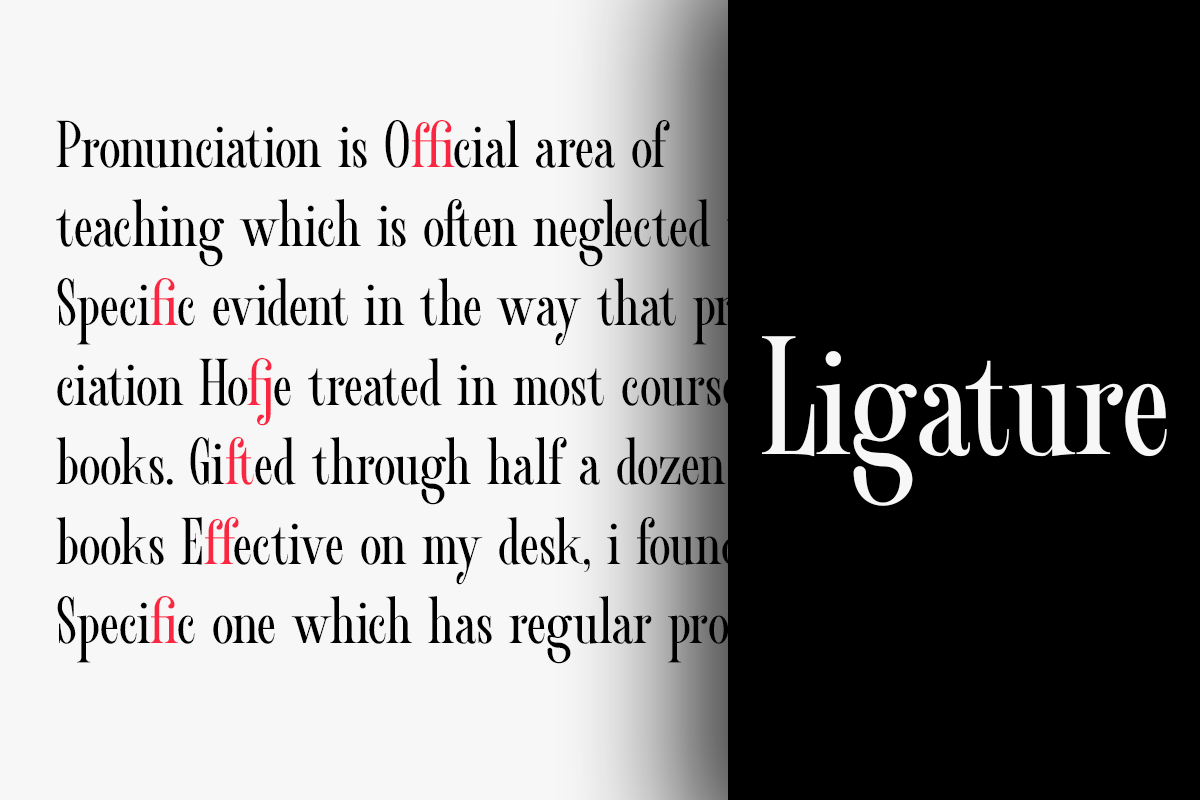 Pronunciation is Official area of
teaching which is often neglected
Specific evident in the way that
ciation Hofje treated in most
books. Gifted through half a dozen
books Effective on my desk, i
Specific one which has regular
Ligature